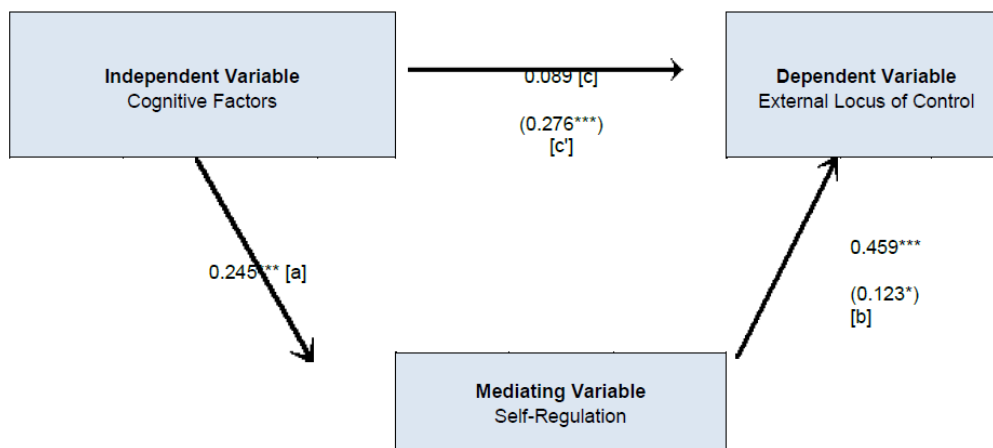 Independent Variable
Cognitive Factors
0.089 [c]
(0.276***)
[c']
Dependent Variable
External Locus of Control
0.245*** [a]
0.459***
(0.123*)
[b]
Mediating Variable
Self-Regulation